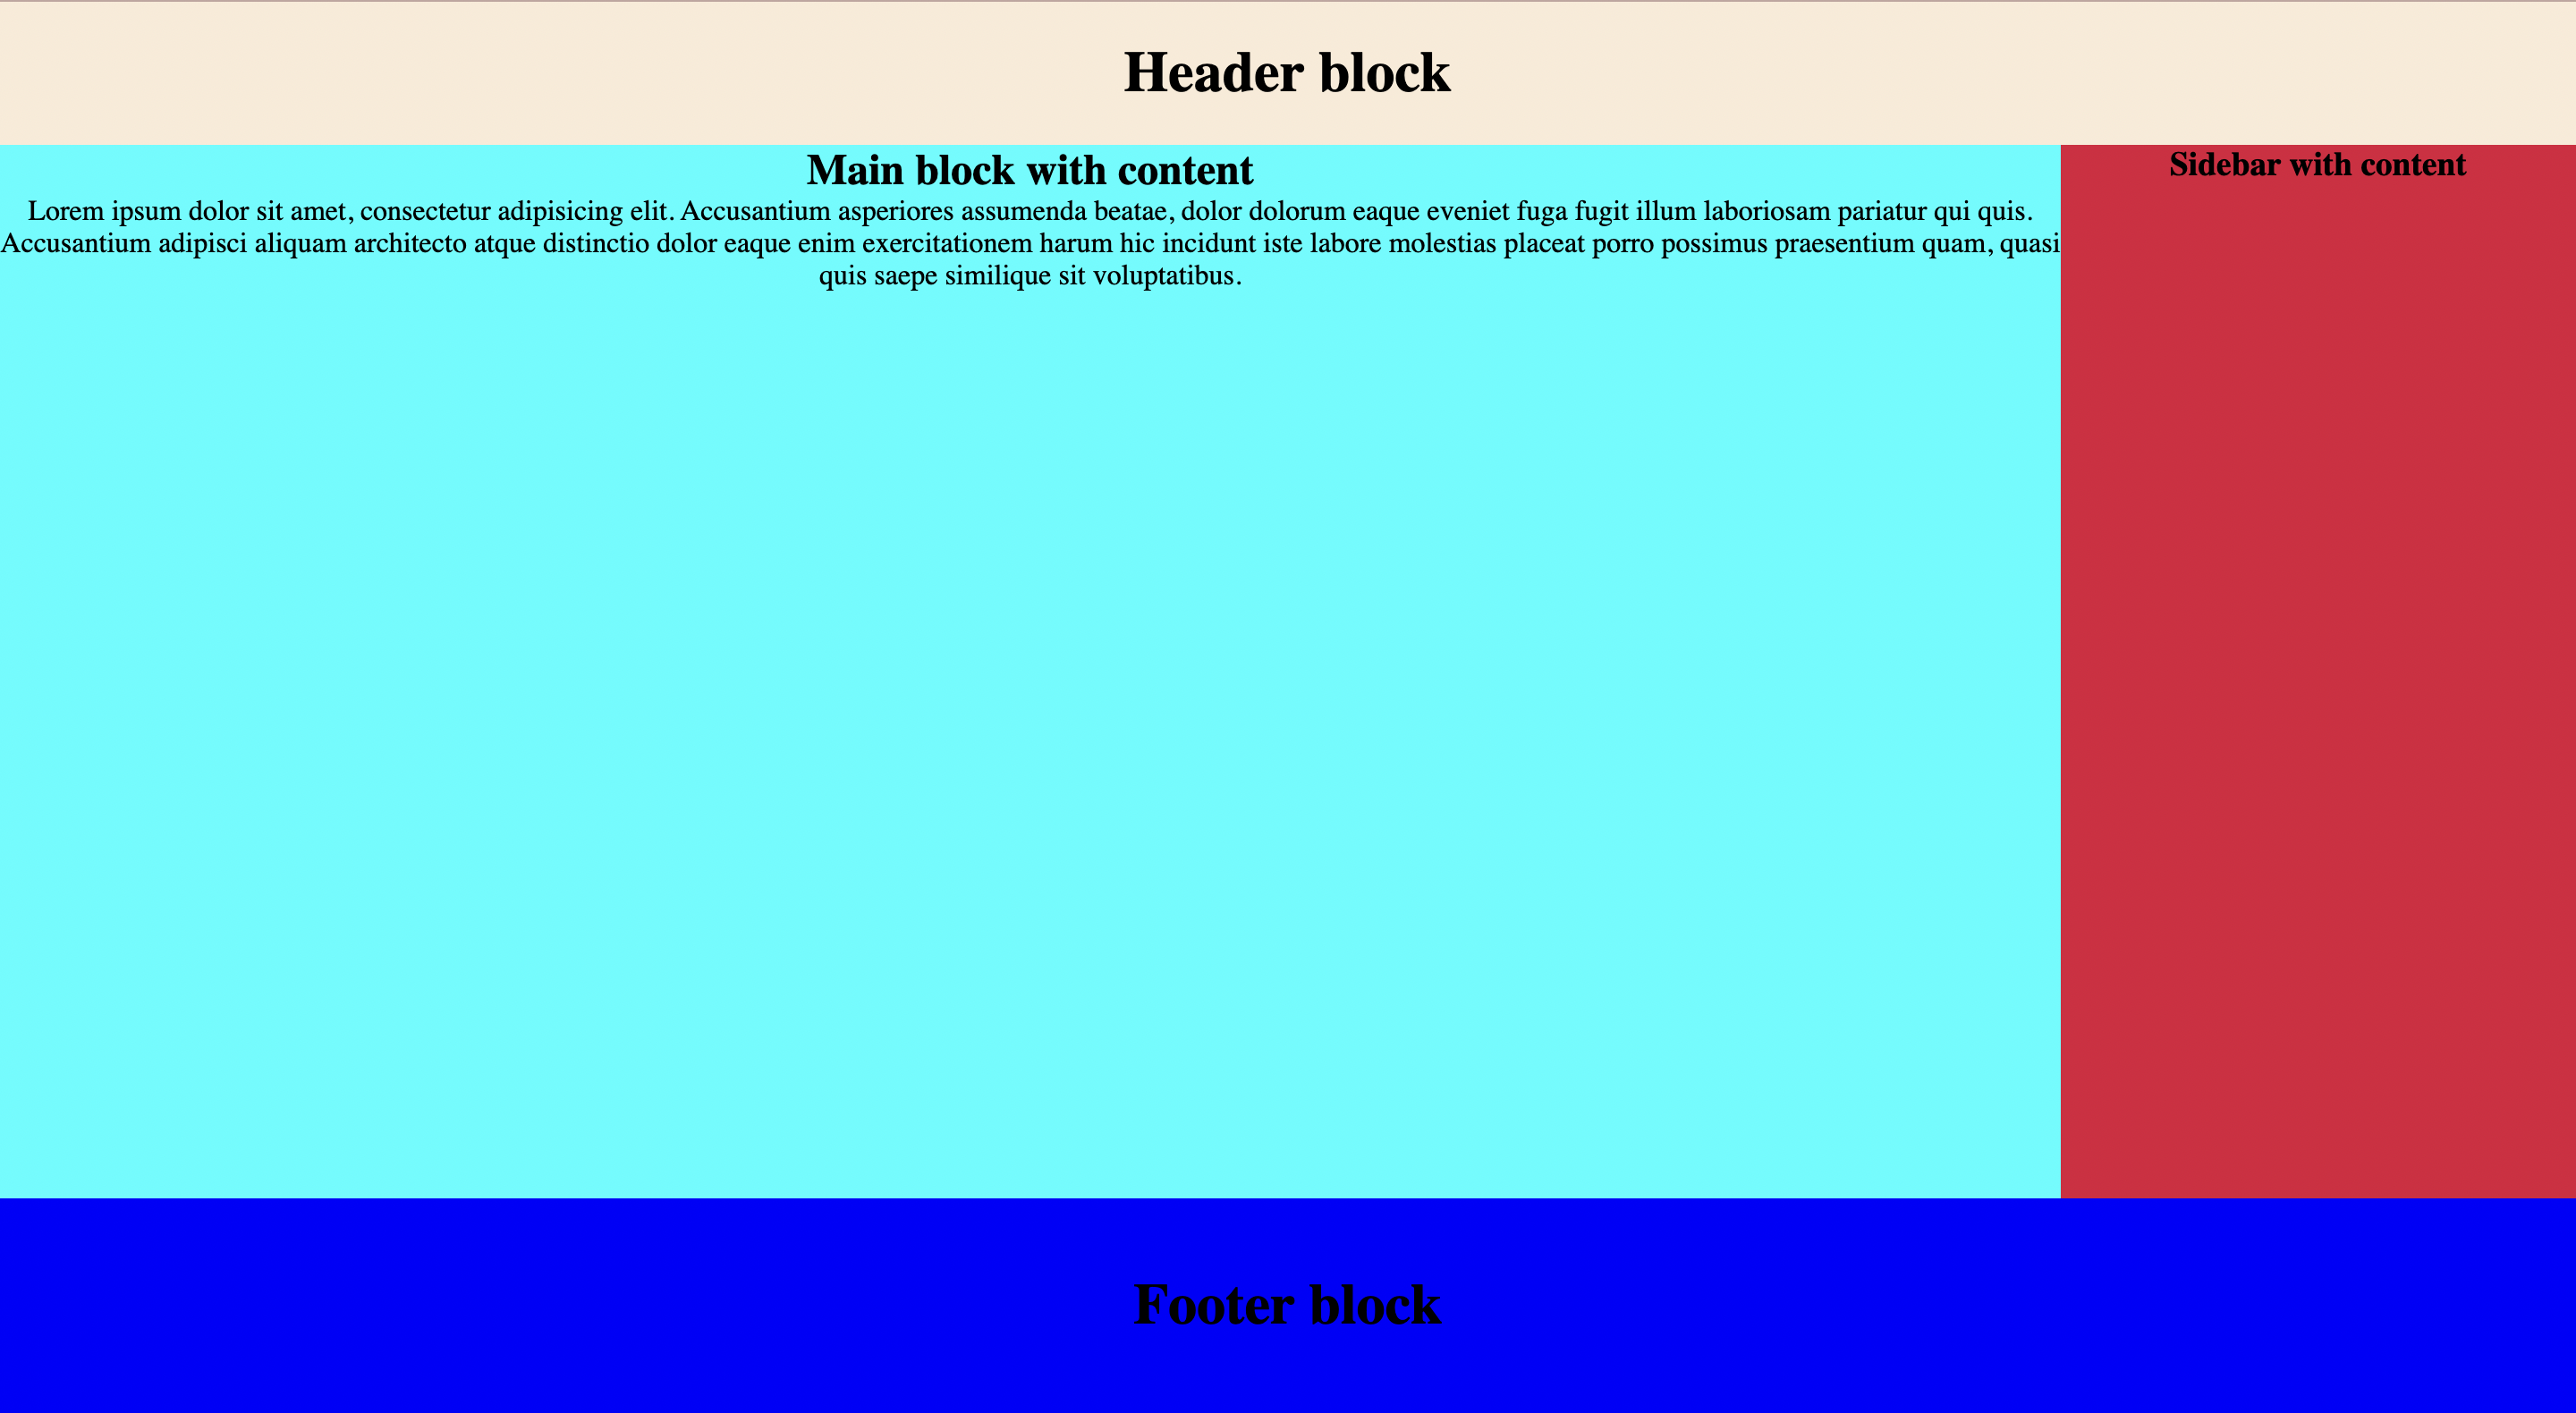 Header block
Main block with content
Lorem ipsum dolor sit amet, consectetur adipisicing elit. Accusantium asperiores assumenda beatae, dolor dolorum eaque eveniet fuga fugit illum laboriosam pariatur qui quis.
Accusantium adipisci aliquam architecto atque distinctio dolor eaque enim exercitationem harum hic incidunt iste labore molestias placeat porro possimus praesentium quam, quasi
quis saepe similique sit voluptatibus.
Sidebar with content
Footer block